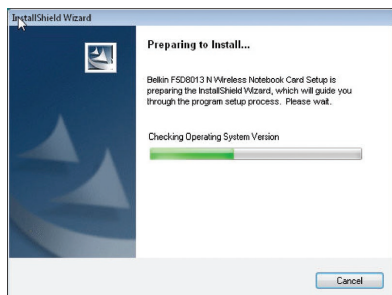 InstallShield Wizard
Preparing to Install...
Belkin F5D8013 N Wireless Notebook Card Setup is
preparing the InstallShield Wizard, which will guide you
through the program setup process. Please wait.
Checking Operating System Version
Cancel